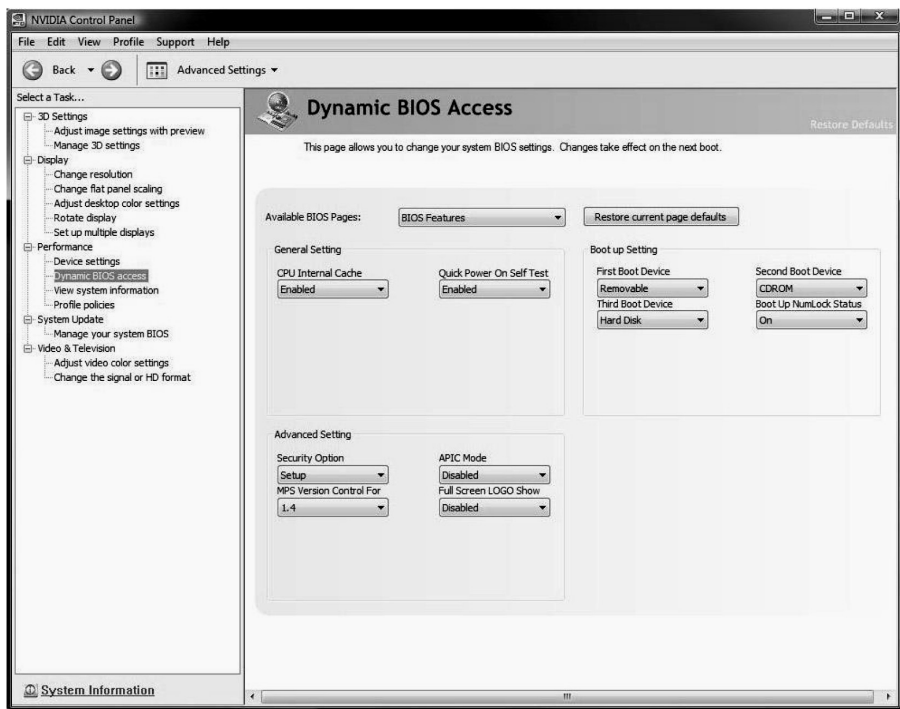 NVIDIA Control Panel
File Edit View Profile Support Help
Back Advanced Settings
Select a Task...
3D Settings
Adjust image settings with preview
Manage 3D settings
Display
Change resolution
Change flat panel scaling
Adjust desktop color settings
Rotate display
Set up multiple displays
Performance
Device settings
Dynamic BIOS access
View system information
Profile policies
System Update
Manage your system BIOS
Video & Television
Adjust video color settings
Change the signal or HD format
System Information
Dynamic BIOS Access
Restore Defaults
This page allows you to change your system BIOS settings. Changes take effect on the next boot.
Available BIOS Pages: BIOS Features Restore current page defaults
General Setting
CPU Internal Cache Quick Power On Self Test
Enabled Enabled
Boot up Setting
First Boot Device Second Boot Device
Removable CDROM
Third Boot Device Boot Up NumLock Status
Hard Disk On
Advanced Setting
Security Option APIC Mode
Setup Disabled
MPS Version Control For Full Screen LOGO Show
1.4 Disabled